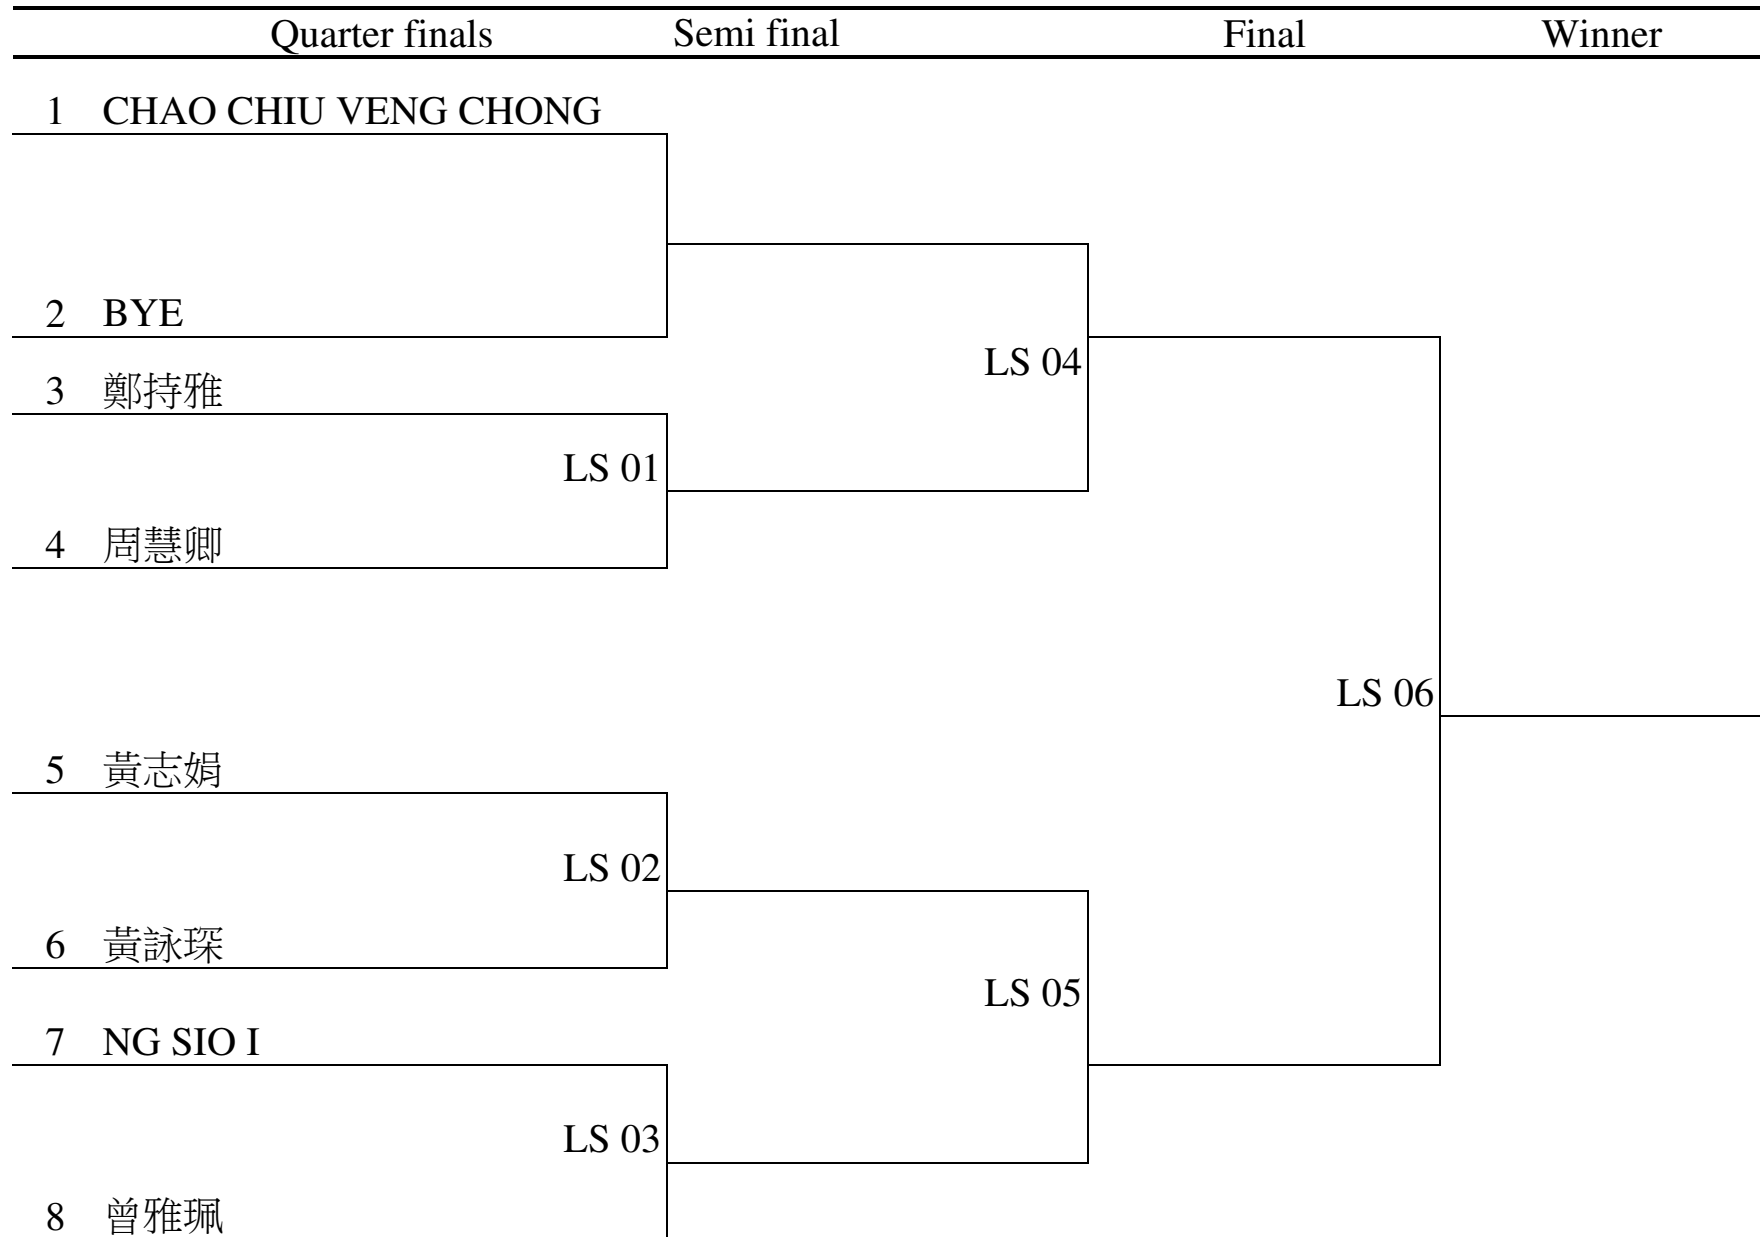 Quarter finals Semi final Final Winner
1 CHAO CHIU VENG CHONG
2 BYE
LS 04
3 鄭持雅
LS 01
4 周慧卿
LS 06
5 黃志娟
LS 02
6 黃詠琛
LS 05
7 NG SIO I
LS 03
8 曾雅珮